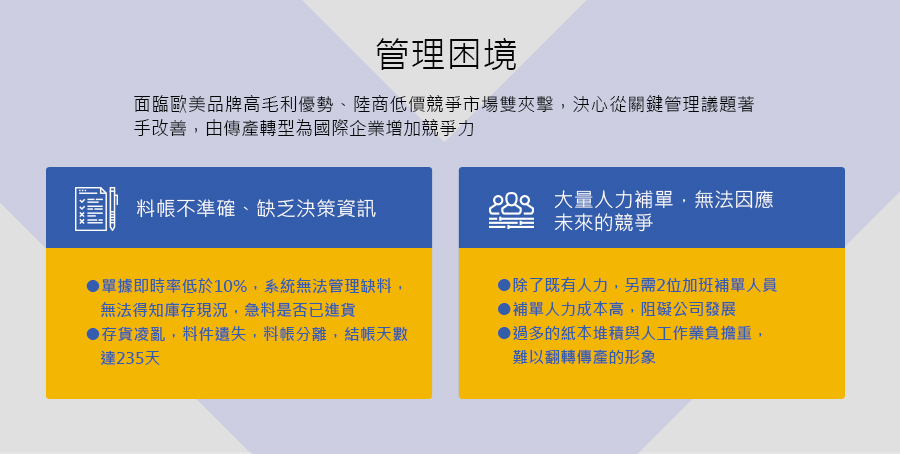 管理困境
面臨歐美品牌高毛利優勢、陸商低價競爭市場雙夾擊，決心從關鍵管理議題著
手改善，由傳產轉型為國際企業增加競爭力
料帳不準確、缺乏決策資訊
●單據即時率低於10%，系統無法管理缺料，
無法得知庫存現況，急料是否已進貨
●存貨凌亂，料件遺失，料帳分離，結帳天數
達235天
大量人力補單，無法因應
未來的競爭
●除了既有人力，另需2位加班補單人員
●補單人力成本高，阻礙公司發展
●過多的紙本堆積與人工作業負擔重，
難以翻轉傳產的形象